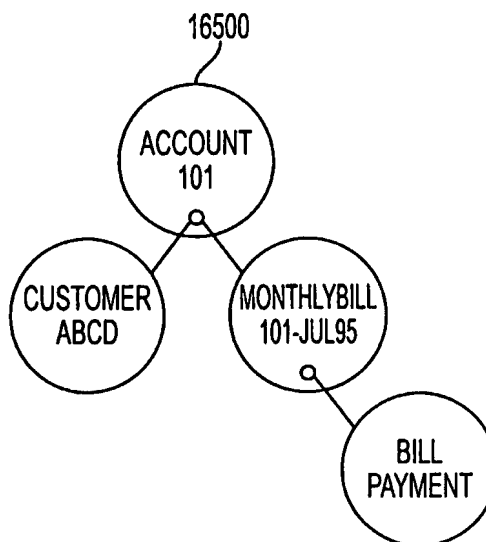 16500
ACCOUNT
101
CUSTOMER
ABCD
MONTHLYBILL
101-JUL95
BILL
PAYMENT